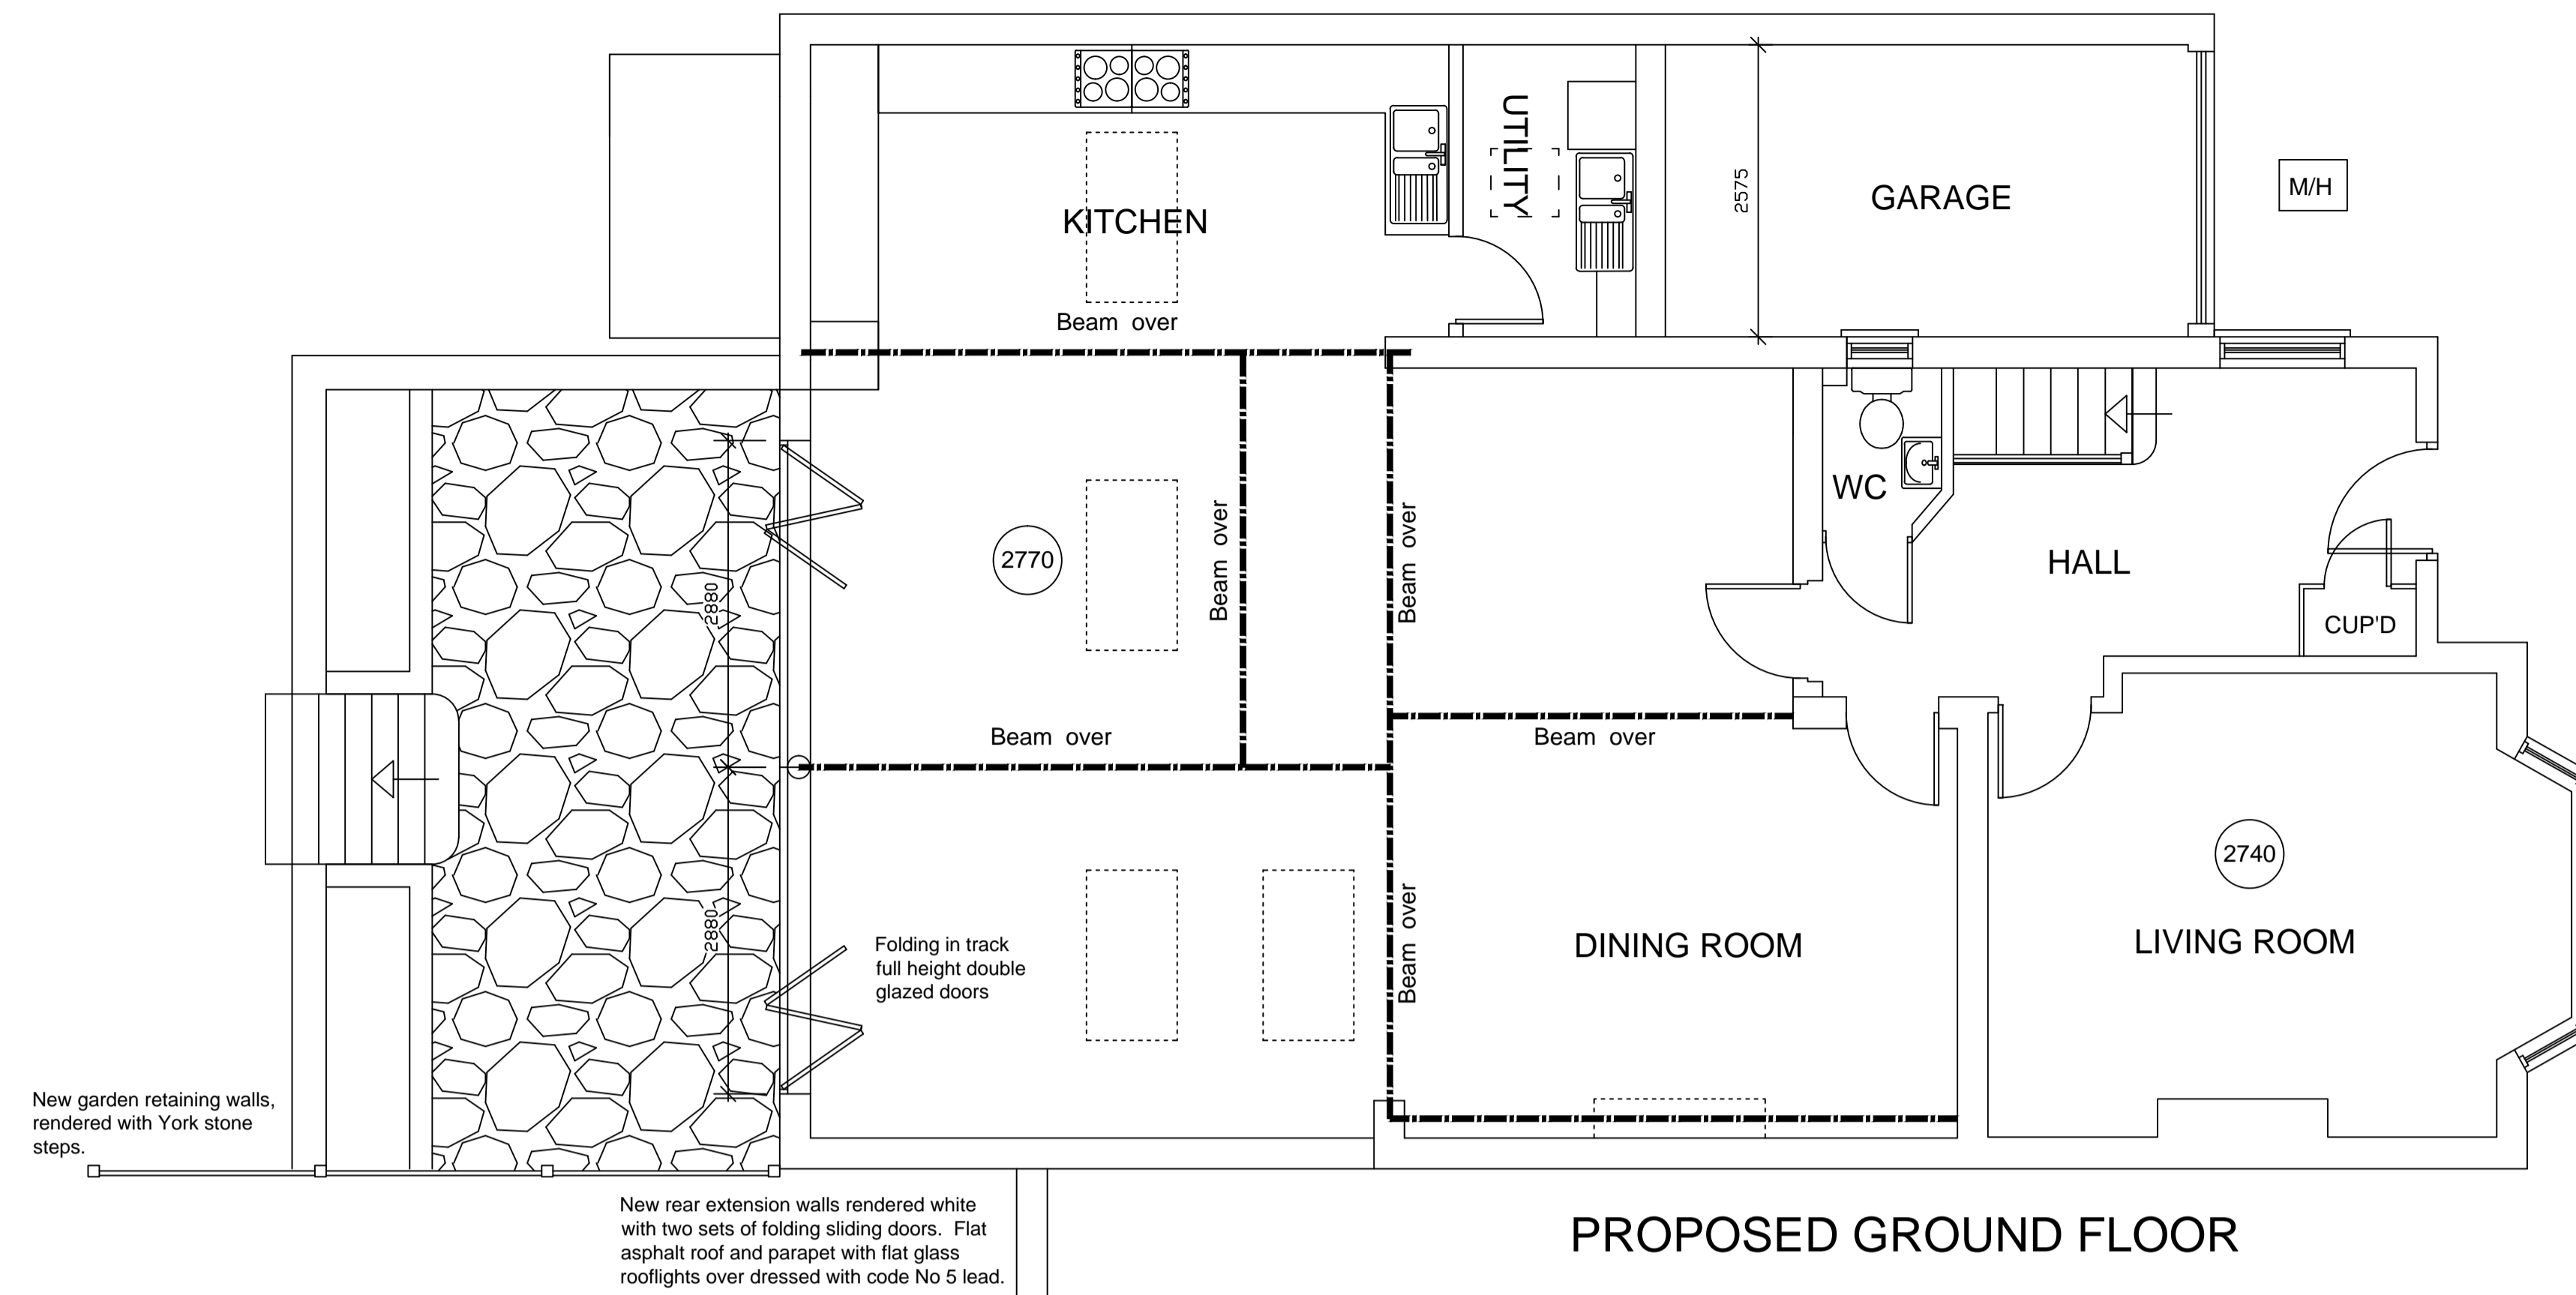 UTILITY
2575
GARAGE
M/H
KITCHEN
Beam over
WC
HALL
2770
Beam over
Beam over
2880
CUP'D
Beam over
Beam over
2740
2880
Folding in track
full height double
glazed doors
Beam over
DINING ROOM
LIVING ROOM
New garden retaining walls,
rendered with York stone
steps.
New rear extension walls rendered white
with two sets of folding sliding doors. Flat
asphalt roof and parapet with flat glass
rooflights over dressed with code No 5 lead.
PROPOSED GROUND FLOOR